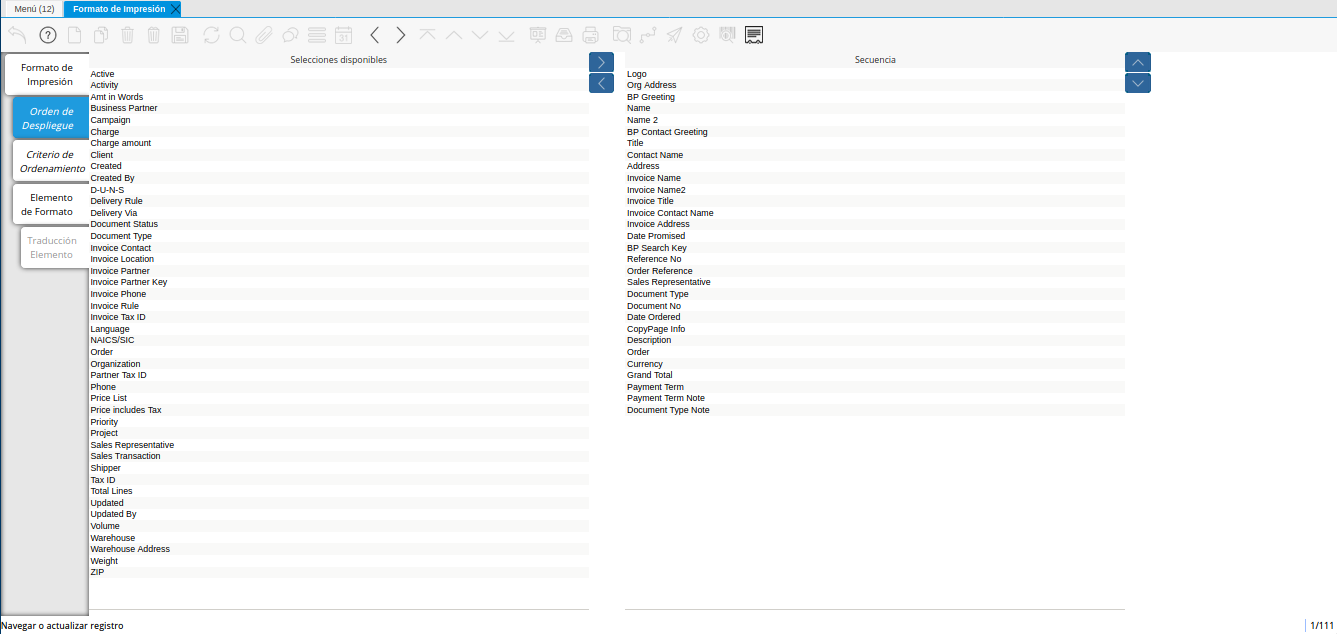 Menú (12)
Formato de Impresión
31
Formato de
Impresión
Orden de
Despliegue
Criterio de
Ordenamiento
Elemento
de Formato
Traducción
Elemento
Selecciones disponibles
Active
Activity
Amt in Words
Business Partner
Campaign
Charge
Charge amount
Client
Created
Created By
D-U-N-S
Delivery Rule
Delivery Via
Document Status
Document Type
Invoice Contact
Invoice Location
Invoice Partner
Invoice Partner Key
Invoice Phone
Invoice Rule
Invoice Tax ID
Language
NAICS/SIC
Order
Organization
Partner Tax ID
Phone
Price List
Price includes Tax
Priority
Project
Sales Representative
Sales Transaction
Shipper
Tax ID
Total Lines
Updated
Updated By
Volume
Warehouse
Warehouse Address
Weight
ZIP
Secuencia
Logo
Org Address
BP Greeting
Name
Name 2
BP Contact Greeting
Title
Contact Name
Address
Invoice Name
Invoice Name2
Invoice Title
Invoice Contact Name
Invoice Address
Date Promised
BP Search Key
Reference No
Order Reference
Sales Representative
Document Type
Document No
Date Ordered
CopyPage Info
Description
Order
Currency
Grand Total
Payment Term
Payment Term Note
Document Type Note
Navegar o actualizar registro
1/111